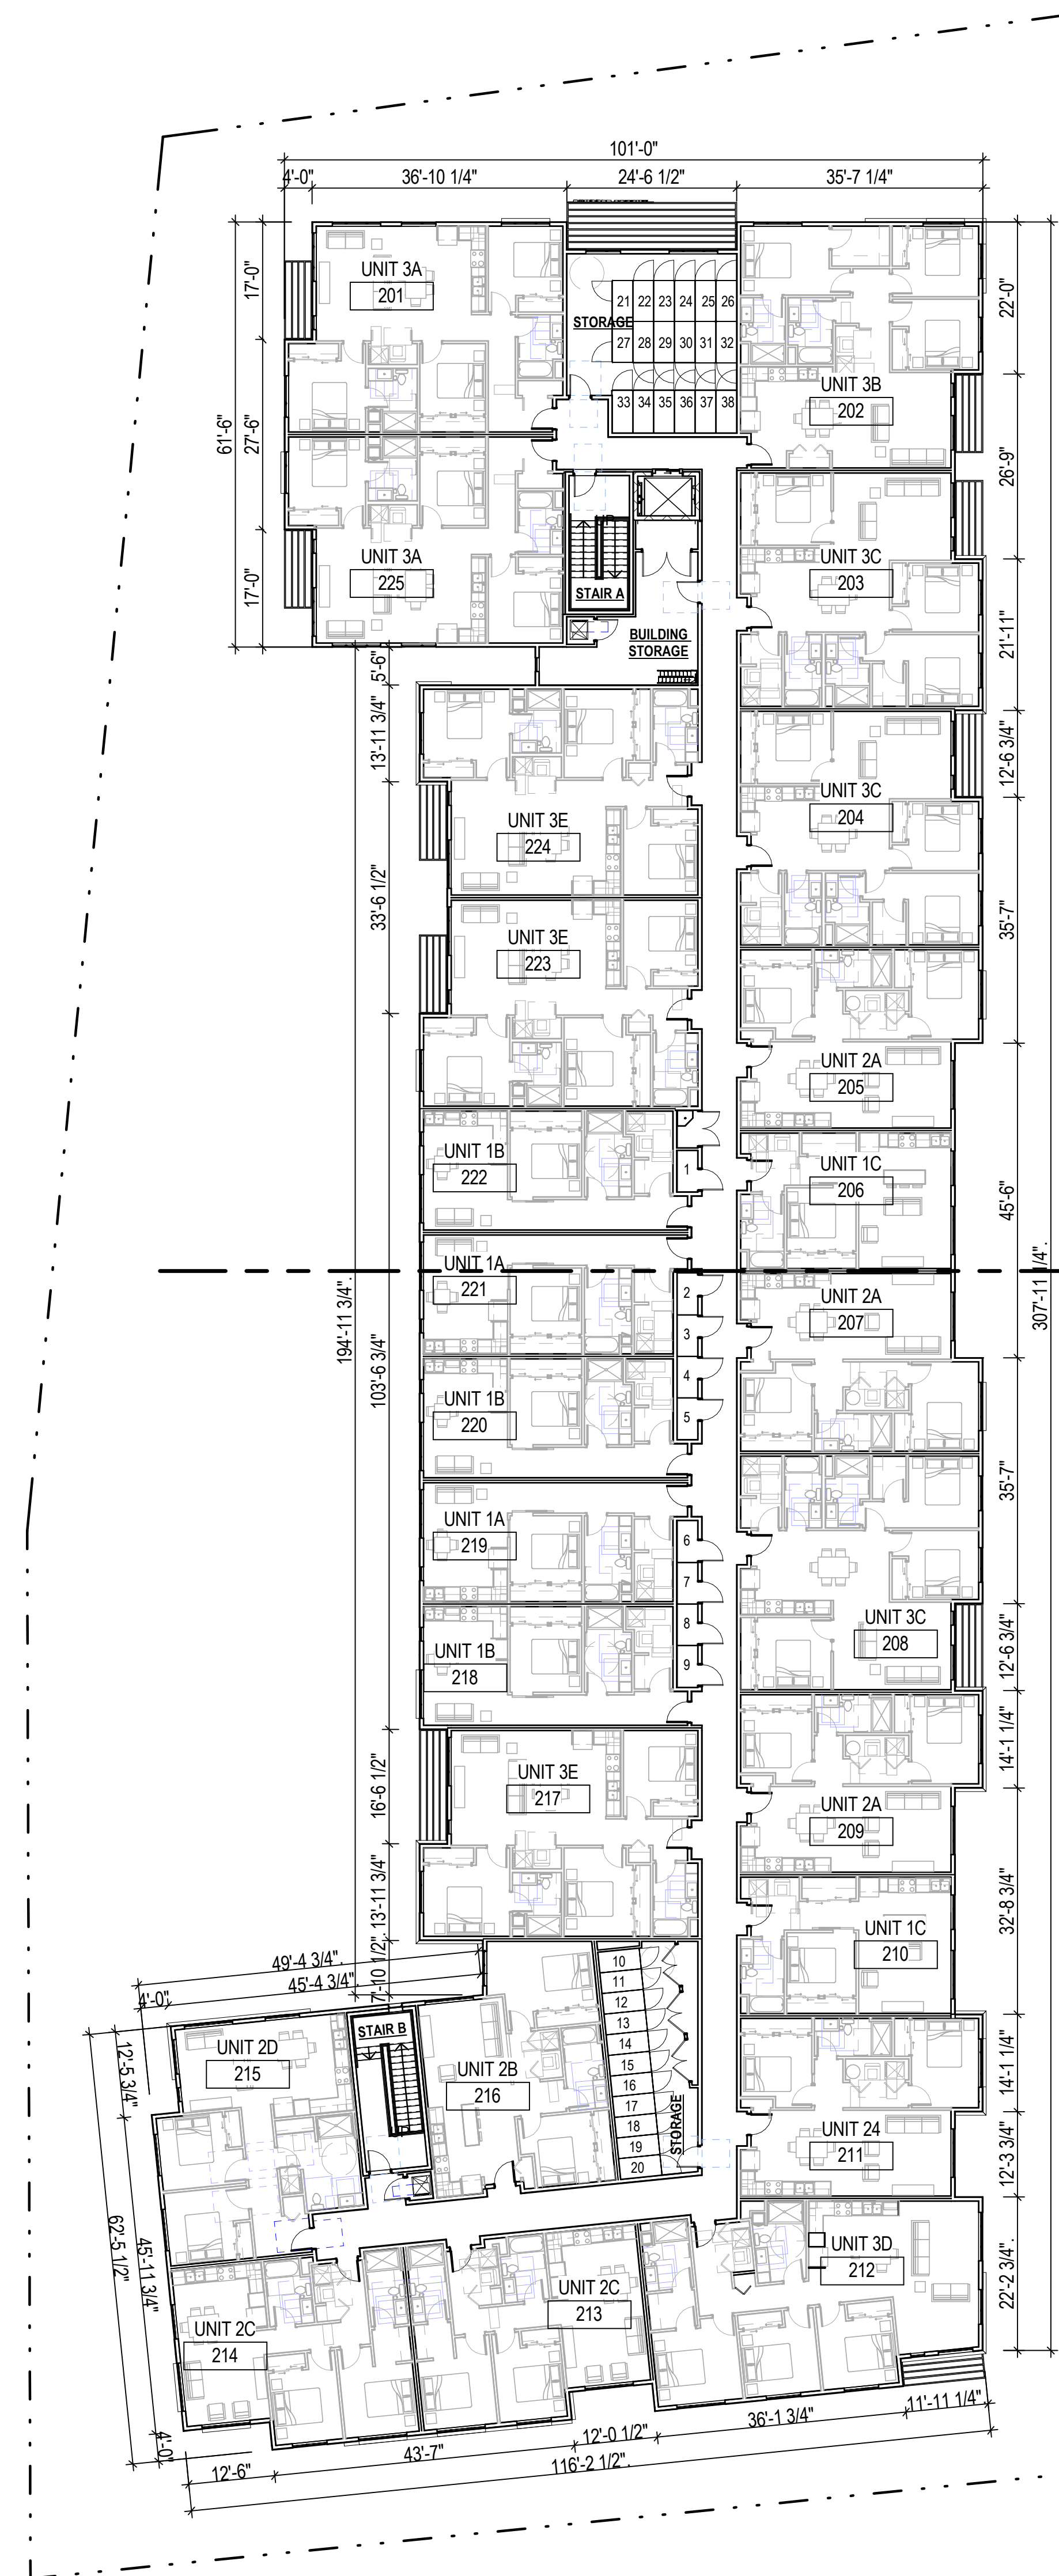 101'-0"
4'-0"
36'-10 1/4"
24'-6 1/2"
35'-7 1/4"
17'-0"
27'-6"
61'-6"
17'-0"
UNIT 3A
201
STORAGE
21 22 23 24 25 26
27 28 29 30 31 32
33 34 35 36 37 38
UNIT 3B
202
22'-0"
26'-9"
UNIT 3A
225
STAIR A
BUILDING
STORAGE
UNIT 3C
203
21'-11"
5'-6"
13'-11 3/4"
12'-6 3/4"
UNIT 3E
224
UNIT 3C
204
33'-6 1/2"
35'-7"
UNIT 3E
223
UNIT 2A
205
UNIT 1B
222
1
UNIT 1C
206
45'-6"
UNIT 1A
221
2
3
4
5
UNIT 2A
207
307'-11 1/4".
194'-11 3/4".
103'-6 3/4"
UNIT 1B
220
35'-7"
UNIT 1A
219
6
7
8
9
UNIT 3C
208
12'-6 3/4"
UNIT 1B
218
14'-1 1/4"
16'-6 1/2"
UNIT 3E
217
UNIT 2A
209
13'-11 3/4"
32'-8 3/4"
UNIT 1C
210
7'-10 1/2".
49'-4 3/4".
45'-4 3/4".
4'-0"
10
11
12
13
14
15
16
17
18
19
20
STORAGE
STAIR B
UNIT 2D
215
UNIT 2B
216
12'-5 3/4"
14'-1 1/4"
UNIT 24
211
12'-3 3/4"
62'-5 1/2"
45'-11 3/4"
UNIT 3D
212
22'-2 3/4".
UNIT 2C
213
UNIT 2C
214
4'-0"
12'-6"
43'-7"
12'-0 1/2"
36'-1 3/4"
11'-11 1/4".
116'-2 1/2".